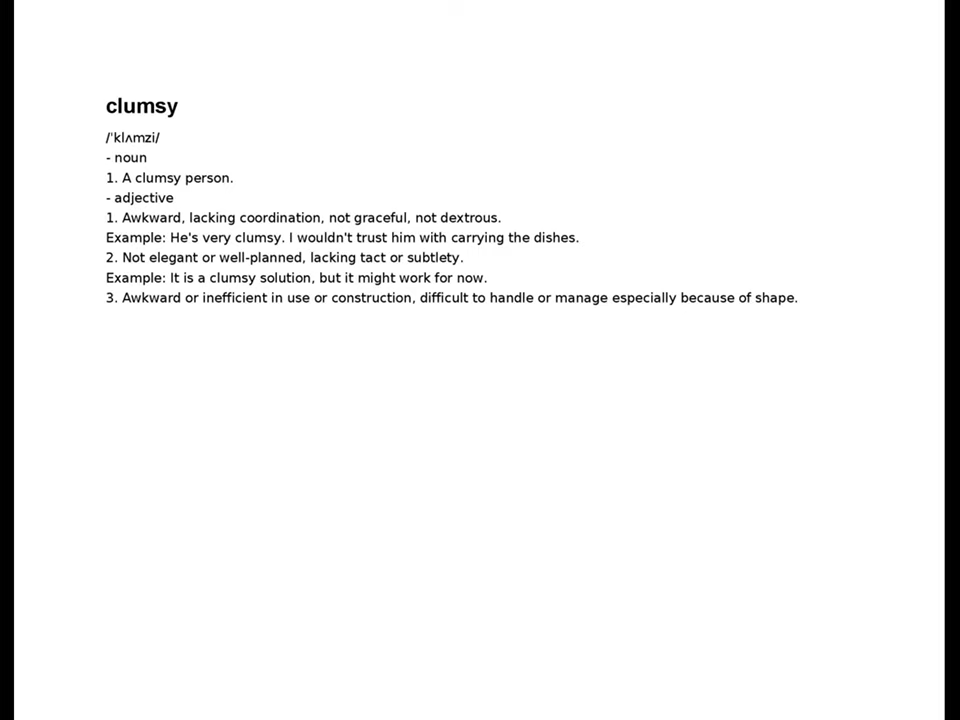 clumsy
/ˈklʌmzi/
- noun
1. A clumsy person.
- adjective
1. Awkward, lacking coordination, not graceful, not dextrous.
Example: He's very clumsy. I wouldn't trust him with carrying the dishes.
2. Not elegant or well-planned, lacking tact or subtlety.
Example: It is a clumsy solution, but it might work for now.
3. Awkward or inefficient in use or construction, difficult to handle or manage especially because of shape.